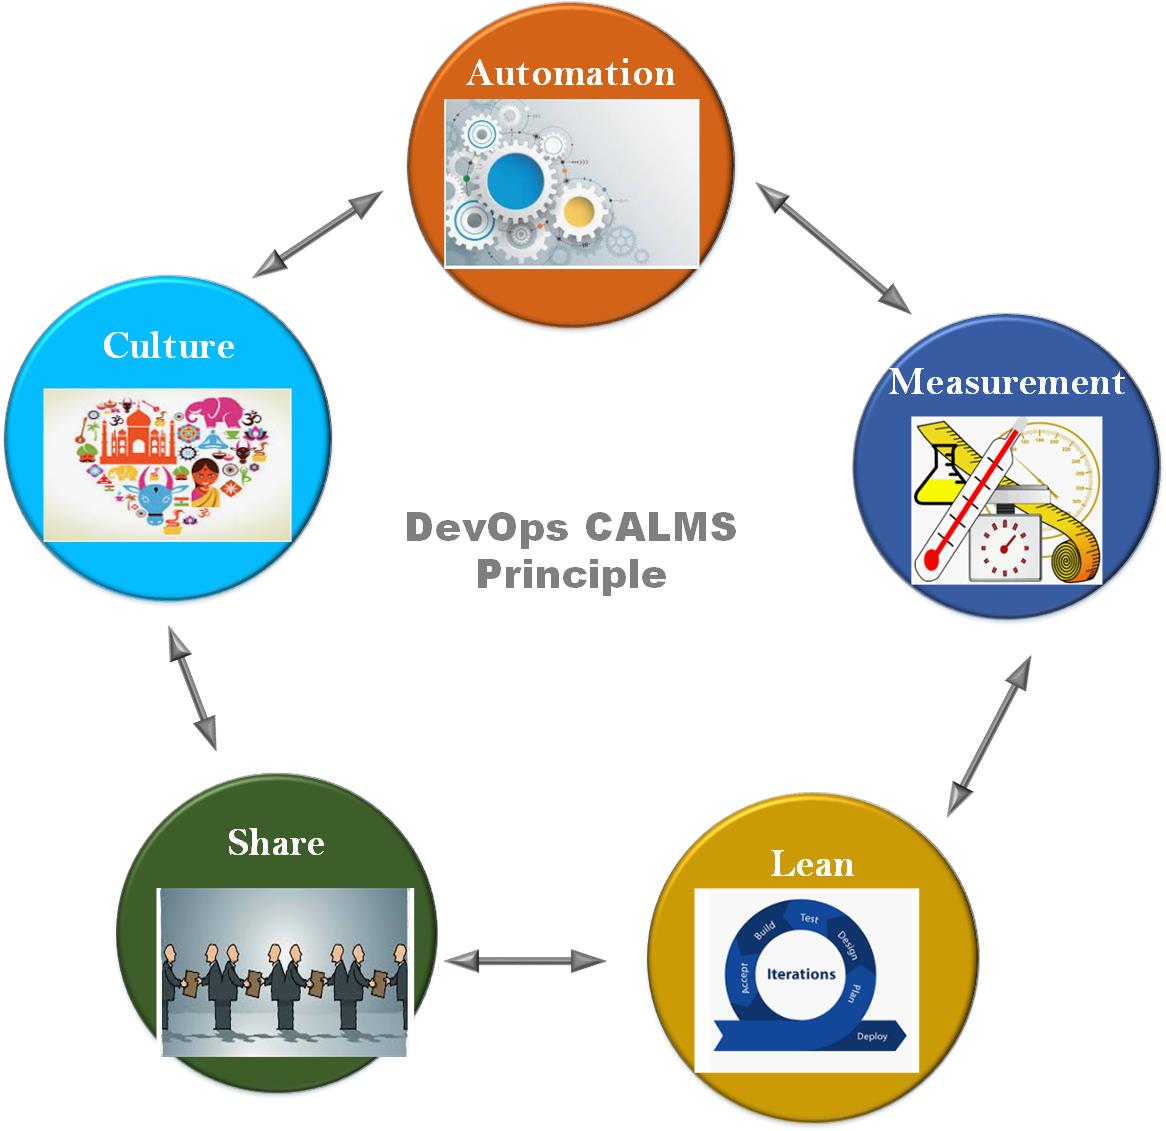 Automation
Culture
Measurement
DevOps CALMS
Principle
Share
Lean
Test
Build
Design
Accept
Iterations
Plan
Deploy